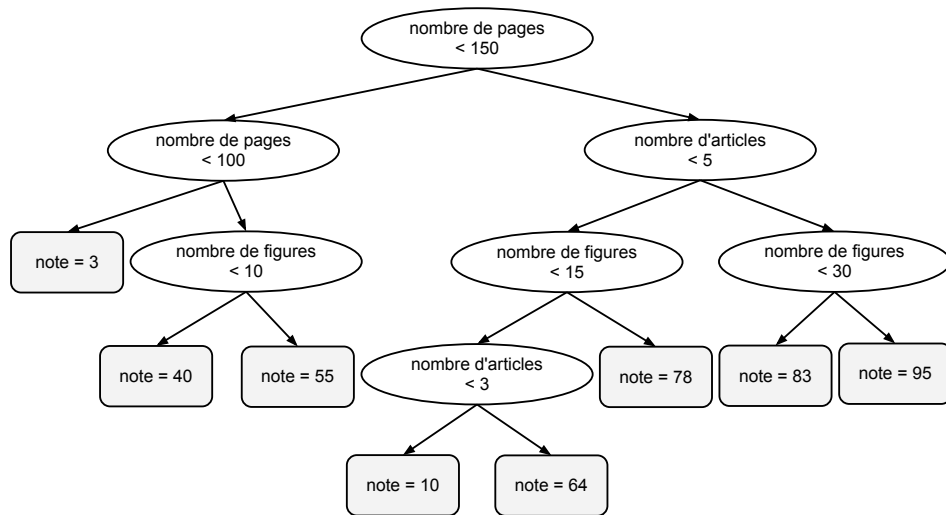 nombre de pages
< 150
nombre de pages
< 100
nombre d'articles
< 5
note = 3
nombre de figures
< 10
nombre de figures
< 15
nombre de figures
< 30
note = 40
note = 55
nombre d'articles
< 3
note = 78
note = 83
note = 95
note = 10
note = 64